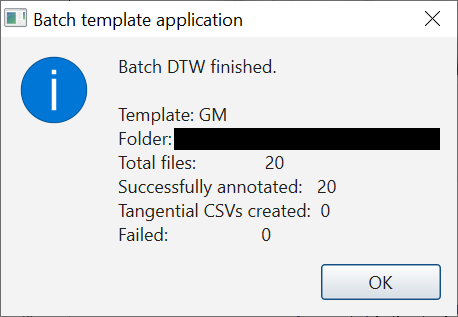 Batch template application
Batch DTW finished.
Template: GM
Folder:
Total files: 20
Successfully annotated: 20
Tangential CSVs created: 0
Failed: 0
OK